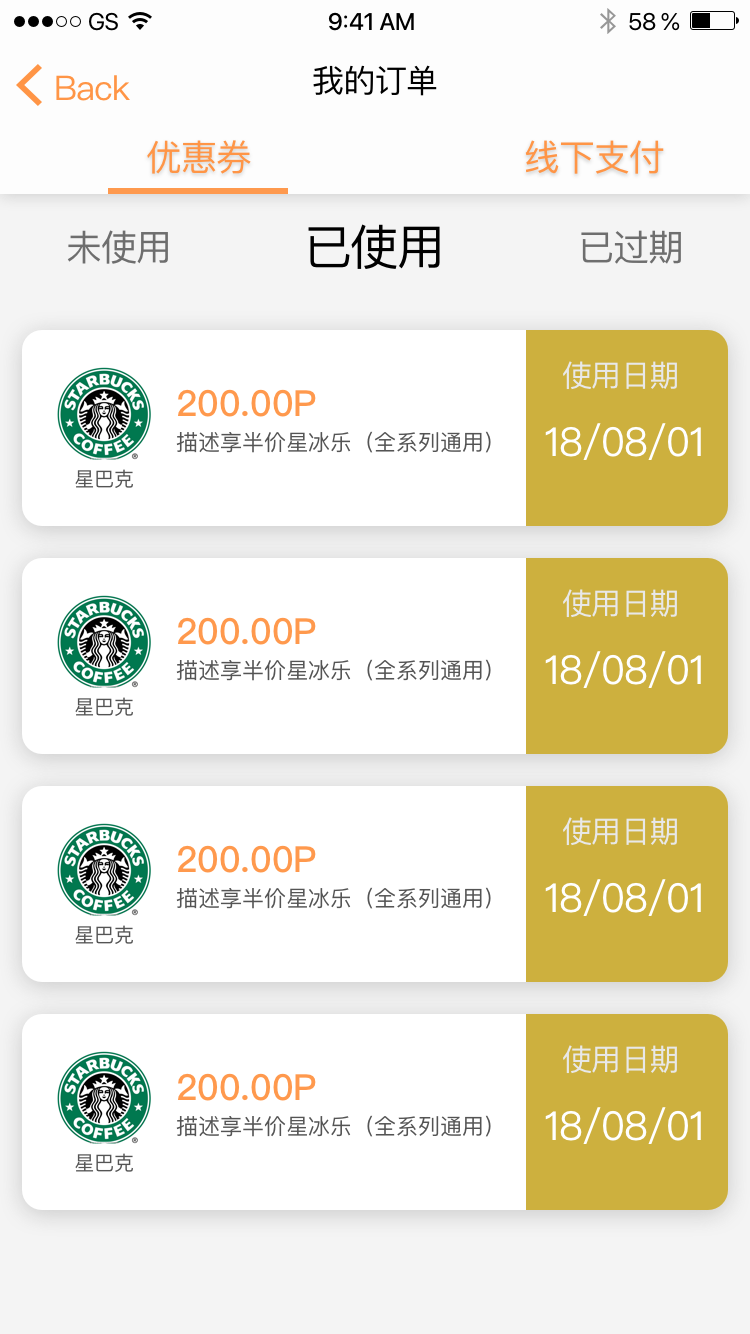 GS 9:41 AM 58%
Back 我的订单
优惠券 线下支付
未使用 已使用 已过期
STARBUCKS COFFEE
星巴克
200.00P
描述享半价星冰乐（全系列通用）
使用日期
18/08/01
STARBUCKS COFFEE
星巴克
200.00P
描述享半价星冰乐（全系列通用）
使用日期
18/08/01
STARBUCKS COFFEE
星巴克
200.00P
描述享半价星冰乐（全系列通用）
使用日期
18/08/01
STARBUCKS COFFEE
星巴克
200.00P
描述享半价星冰乐（全系列通用）
使用日期
18/08/01